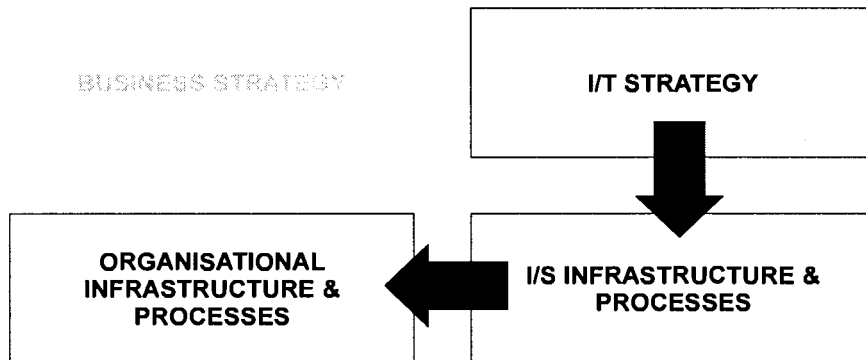 BUSINESS STRATEGY
I/T STRATEGY
ORGANISATIONAL
INFRASTRUCTURE &
PROCESSES
I/S INFRASTRUCTURE &
PROCESSES